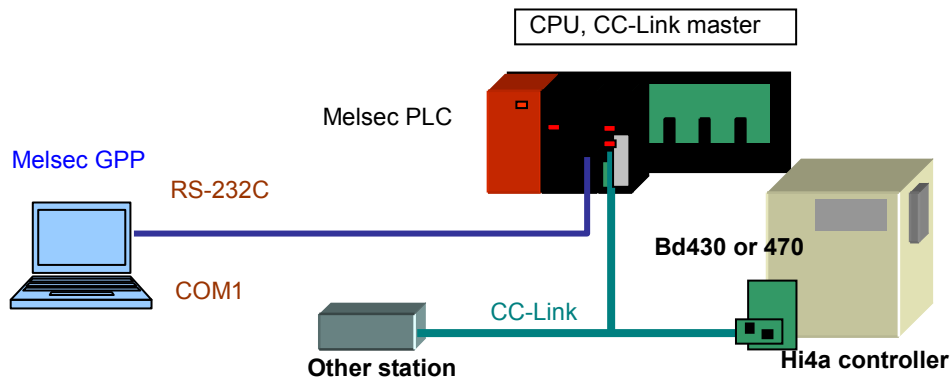 CPU, CC-Link master
Melsec PLC
Melsec GPP
RS-232C
Bd430 or 470
COM1
CC-Link
Other station
Hi4a controller